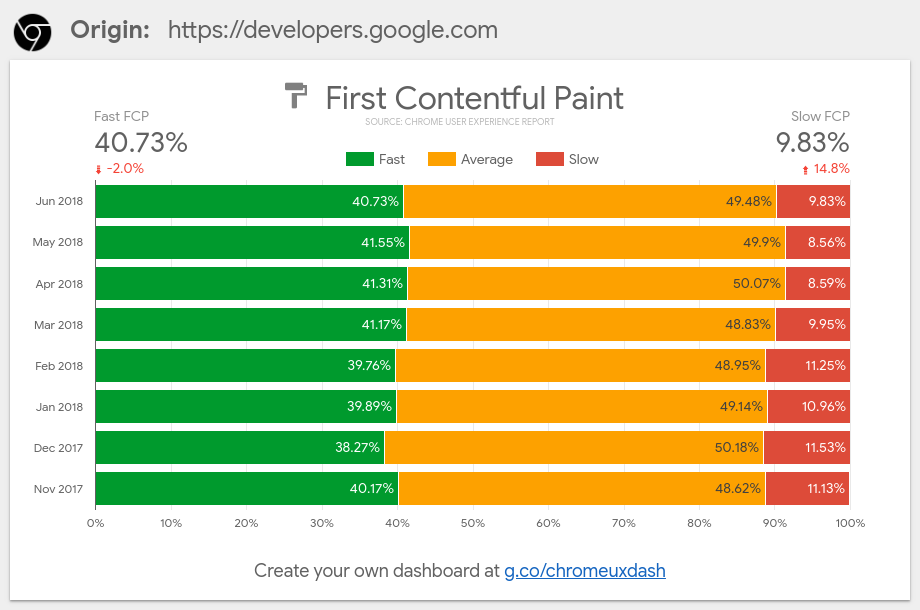 Origin: https://developers.google.com
First Contentful Paint
SOURCE: CHROME USER EXPERIENCE REPORT
Fast FCP
40.73%
-2.0%
Slow FCP
9.83%
14.8%
Fast Average Slow
Jun 2018 40.73% 49.48% 9.83%
May 2018 41.55% 49.9% 8.56%
Apr 2018 41.31% 50.07% 8.59%
Mar 2018 41.17% 48.83% 9.95%
Feb 2018 39.76% 48.95% 11.25%
Jan 2018 39.89% 49.14% 10.96%
Dec 2017 38.27% 50.18% 11.53%
Nov 2017 40.17% 48.62% 11.13%
0% 10% 20% 30% 40% 50% 60% 70% 80% 90% 100%
Create your own dashboard at g.co/chromeuxdash